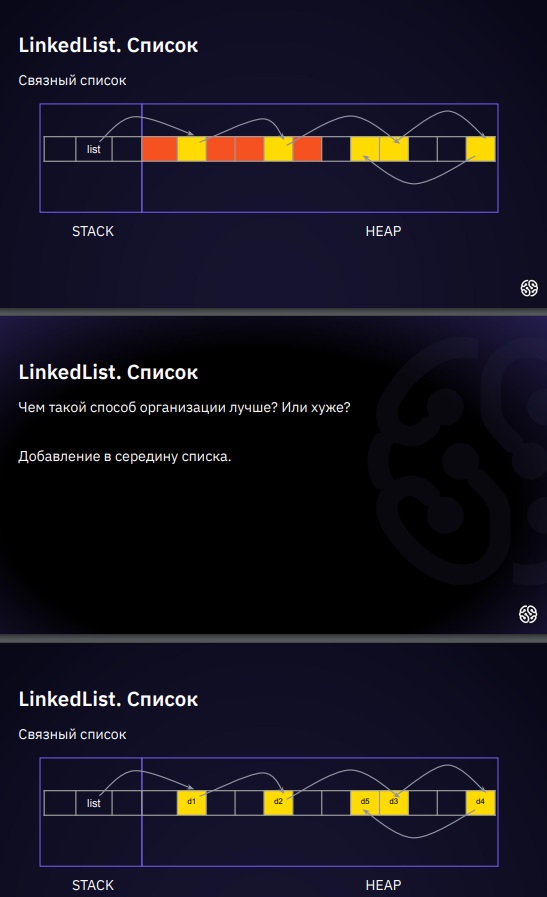 LinkedList. Список
Связный список
list
STACK
HEAP
LinkedList. Список
Чем такой способ организации лучше? Или хуже?
Добавление в середину списка.
LinkedList. Список
Связный список
list
d1
d2
d5
d3
d4
STACK
HEAP